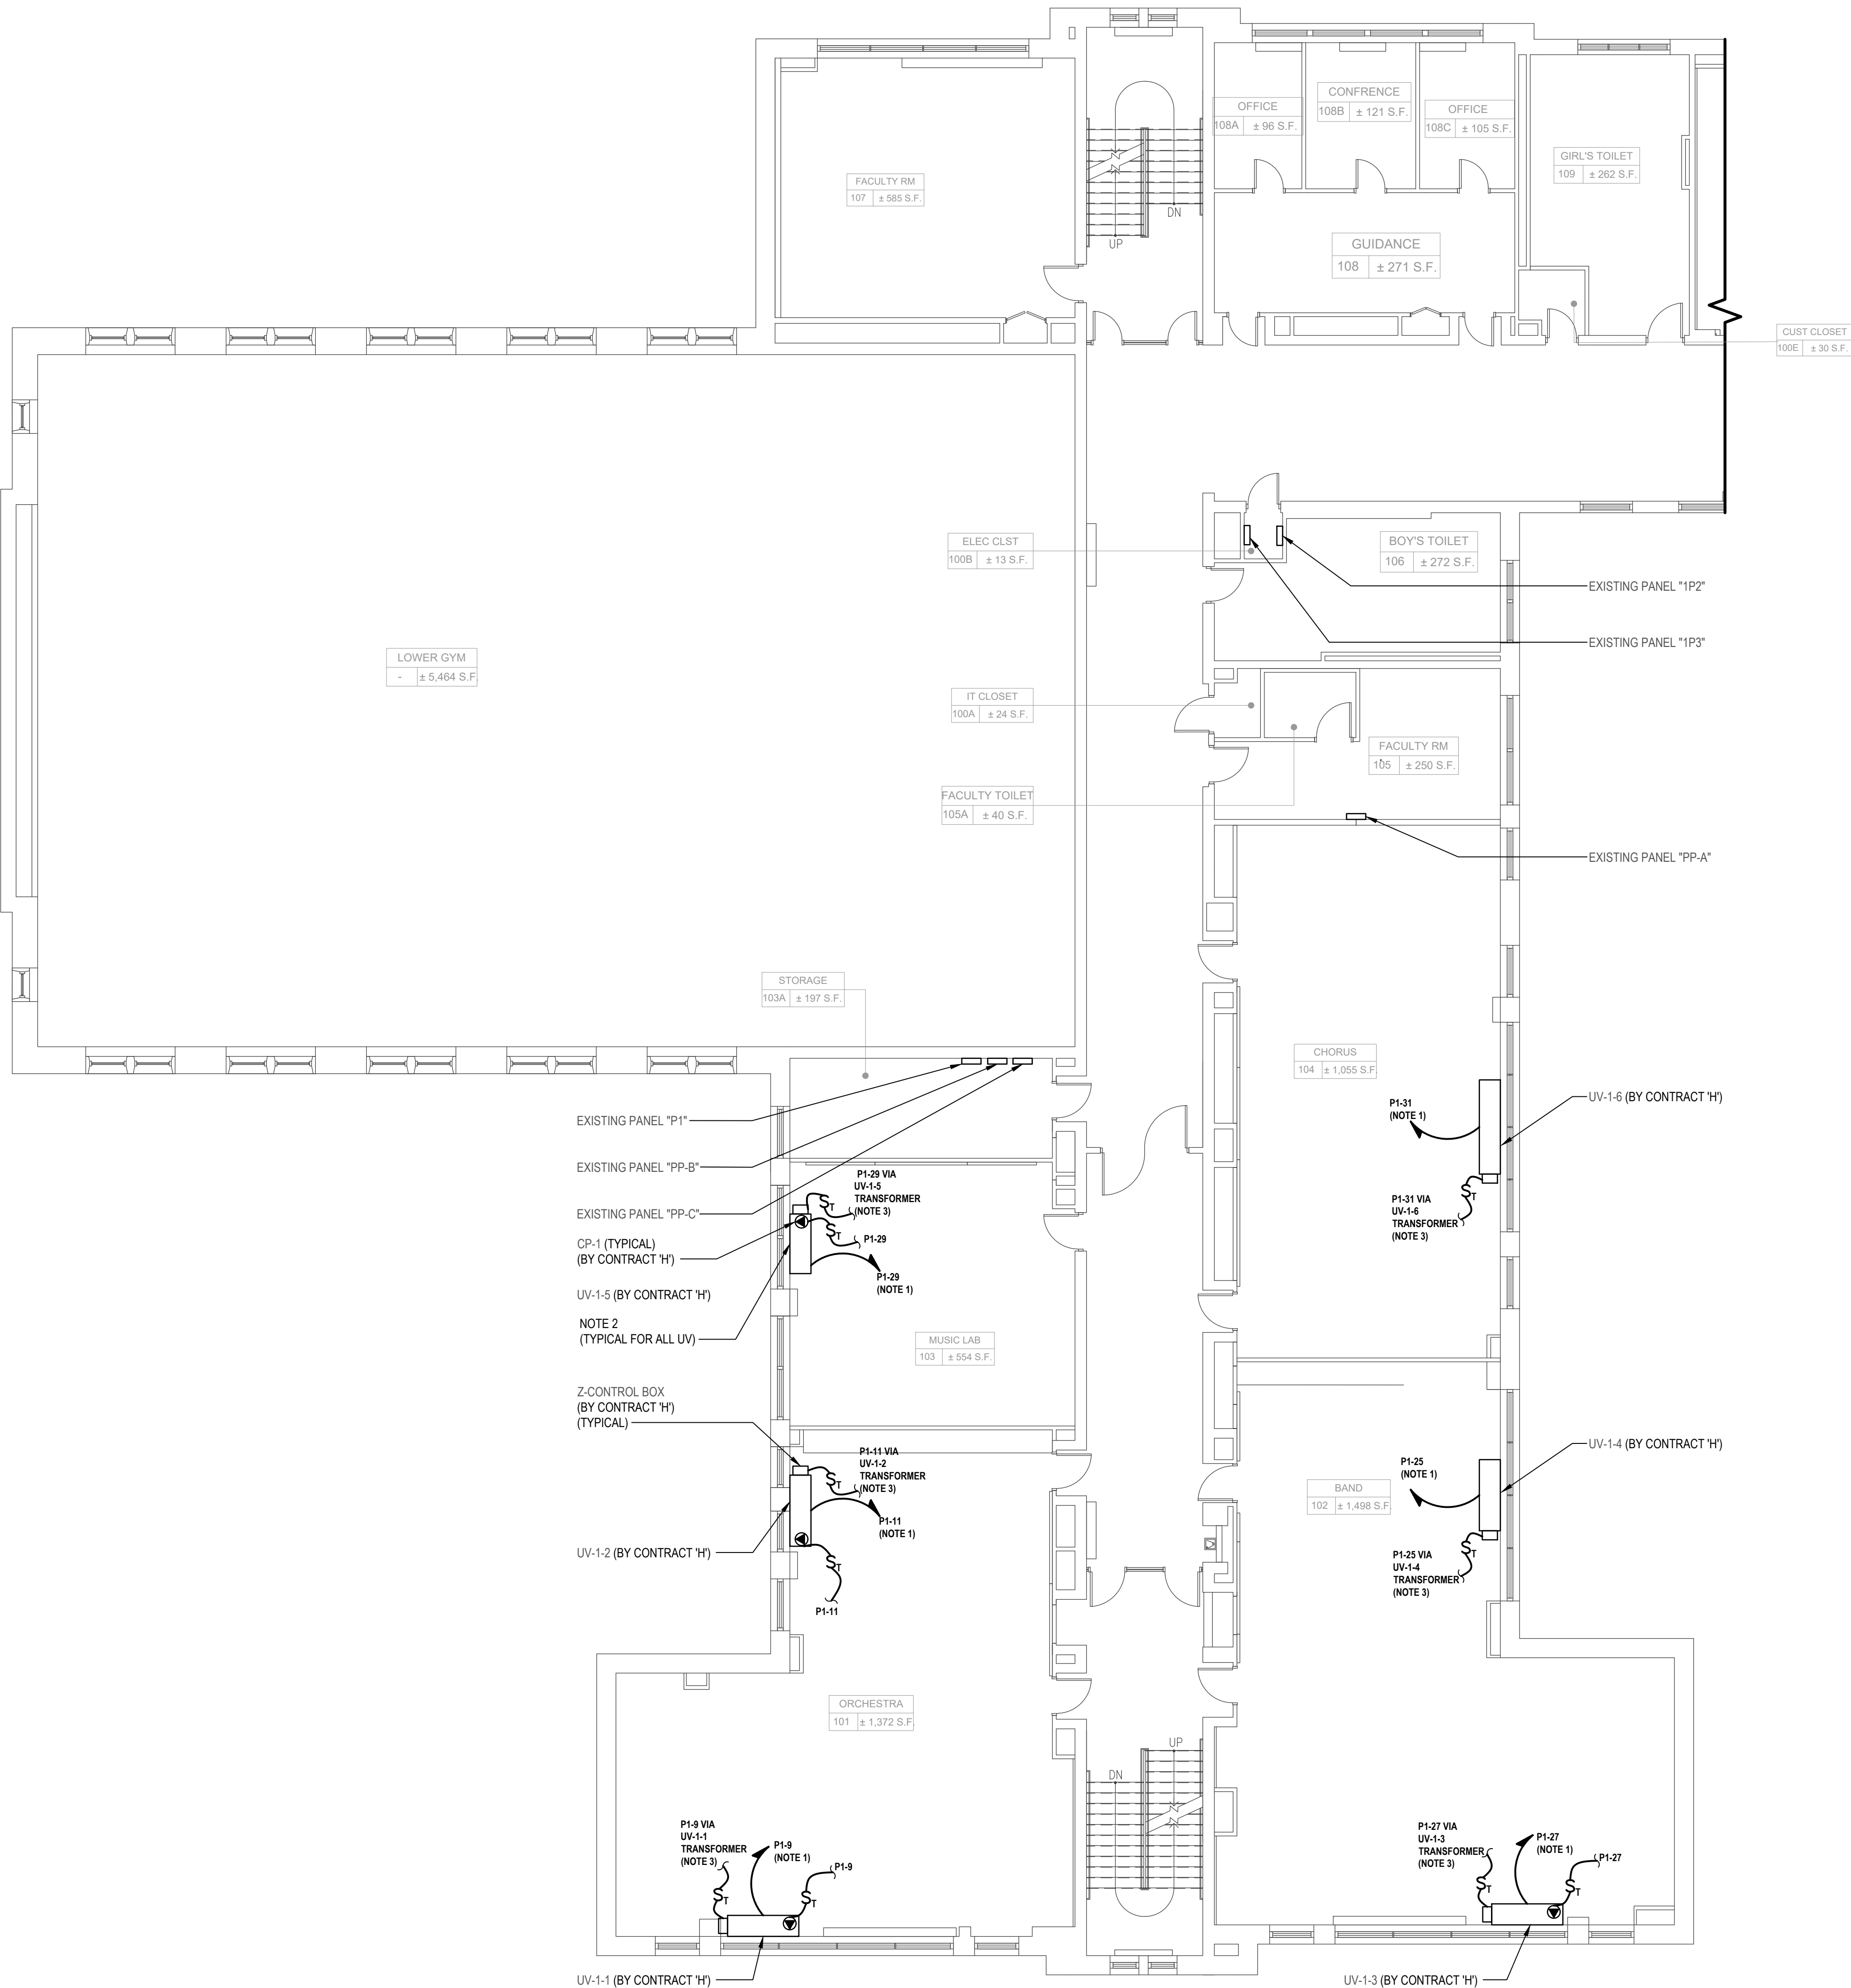 OFFICE
108A ± 96 S.F.
CONFRENCE
108B ± 121 S.F.
OFFICE
108C ± 105 S.F.
GIRL'S TOILET
109 ± 262 S.F.
FACULTY RM
107 ± 585 S.F.
DN
UP
GUIDANCE
108 ± 271 S.F.
CUST CLOSET
100E ± 30 S.F.
ELEC CLST
100B ± 13 S.F.
BOY'S TOILET
106 ± 272 S.F.
EXISTING PANEL "1P2"
EXISTING PANEL "1P3"
LOWER GYM
- ± 5,464 S.F.
IT CLOSET
100A ± 24 S.F.
FACULTY RM
105 ± 250 S.F.
FACULTY TOILET
105A ± 40 S.F.
EXISTING PANEL "PP-A"
STORAGE
103A ± 197 S.F.
CHORUS
104 ± 1,055 S.F.
UV-1-6 (BY CONTRACT 'H')
P1-31
(NOTE 1)
P1-31 VIA
UV-1-6
TRANSFORMER
(NOTE 3)
ST
EXISTING PANEL "P1"
EXISTING PANEL "PP-B"
EXISTING PANEL "PP-C"
CP-1 (TYPICAL)
(BY CONTRACT 'H')
UV-1-5 (BY CONTRACT 'H')
NOTE 2
(TYPICAL FOR ALL UV)
P1-29 VIA
UV-1-5
TRANSFORMER
(NOTE 3)
ST
ST
P1-29
P1-29
(NOTE 1)
MUSIC LAB
103 ± 554 S.F.
Z-CONTROL BOX
(BY CONTRACT 'H')
(TYPICAL)
P1-11 VIA
UV-1-2
TRANSFORMER
(NOTE 3)
ST
P1-11
(NOTE 1)
UV-1-2 (BY CONTRACT 'H')
ST
P1-11
UV-1-4 (BY CONTRACT 'H')
P1-25
(NOTE 1)
BAND
102 ± 1,498 S.F.
P1-25 VIA
UV-1-4
TRANSFORMER
(NOTE 3)
ST
ORCHESTRA
101 ± 1,372 S.F.
UP
DN
P1-9 VIA
UV-1-1
TRANSFORMER
(NOTE 3)
P1-9
(NOTE 1)
P1-9
ST
ST
UV-1-1 (BY CONTRACT 'H')
P1-27 VIA
UV-1-3
TRANSFORMER
(NOTE 3)
P1-27
(NOTE 1)
P1-27
ST
ST
UV-1-3 (BY CONTRACT 'H')